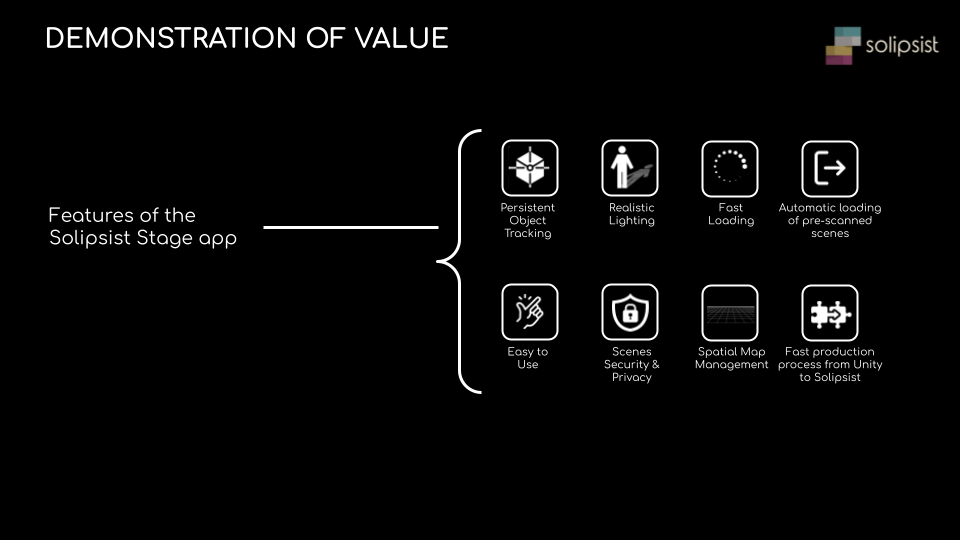 DEMONSTRATION OF VALUE
solipsist
Features of the
Solipsist Stage app
Persistent
Object
Tracking
Realistic
Lighting
Fast
Loading
Automatic loading
of pre-scanned
scenes
Easy to
Use
Scenes
Security &
Privacy
Spatial Map
Management
Fast production
process from Unity
to Solipsist